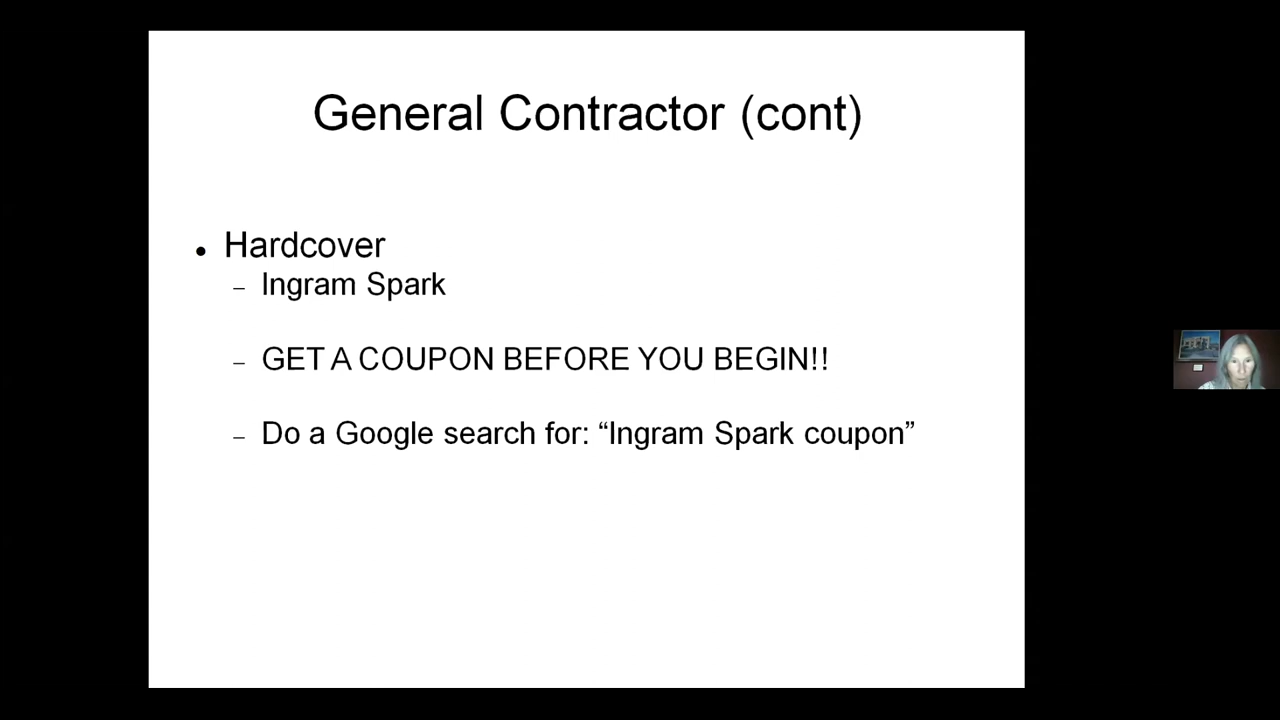 General Contractor (cont)
● Hardcover
– Ingram Spark
– GET A COUPON BEFORE YOU BEGIN!!
– Do a Google search for: “Ingram Spark coupon”